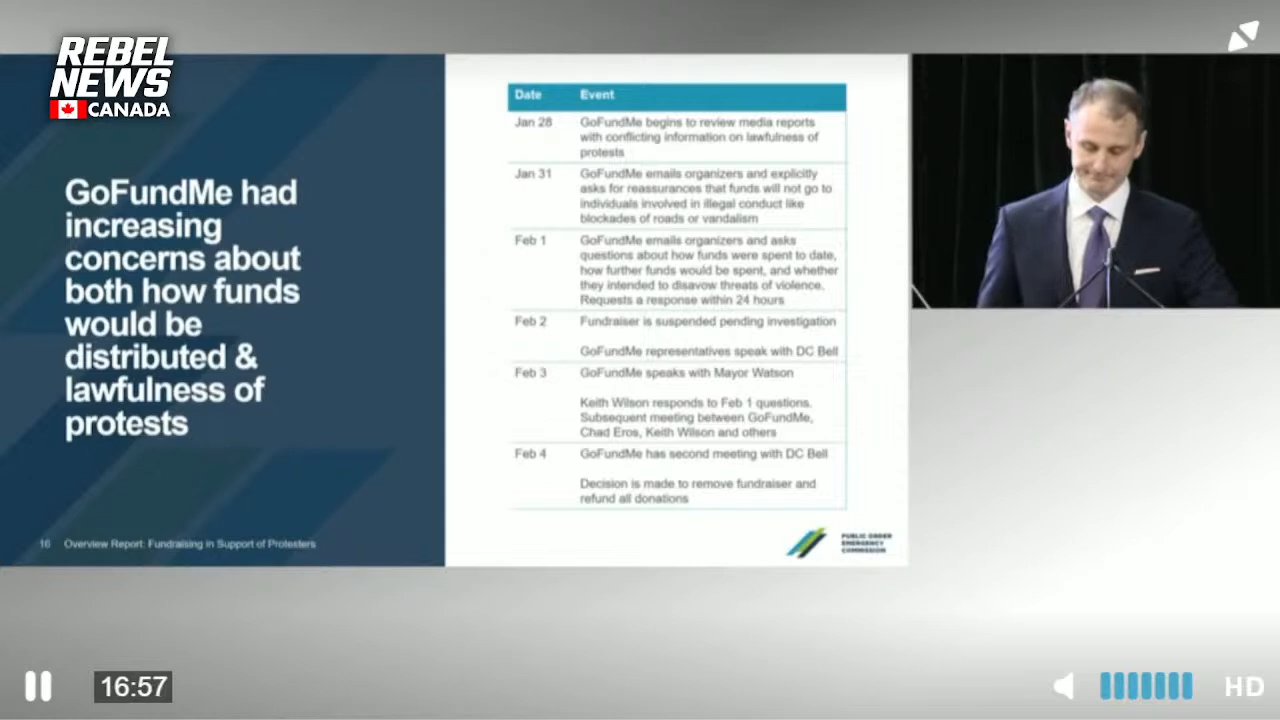 REBEL
NEWS
CANADA
GoFundMe had
increasing
concerns about
both how funds
would be
distributed &
lawfulness of
protests
16 Overview Report: Fundraising in Support of Protesters
Date Event
Jan 28 GoFundMe begins to review media reports
with conflicting information on lawfulness of
protests
Jan 31 GoFundMe emails organizers and explicitly
asks for reassurances that funds will not go to
individuals involved in illegal conduct like
blockades of roads or vandalism
Feb 1 GoFundMe emails organizers and asks
questions about how funds were spent to date,
how further funds would be spent, and whether
they intended to disavow threats of violence.
Requests a response within 24 hours
Feb 2 Fundraiser is suspended pending investigation
GoFundMe representatives speak with DC Bell
Feb 3 GoFundMe speaks with Mayor Watson
Keith Wilson responds to Feb 1 questions.
Subsequent meeting between GoFundMe,
Chad Eros, Keith Wilson and others
Feb 4 GoFundMe has second meeting with DC Bell
Decision is made to remove fundraiser and
refund all donations
PUBLIC ORDER
EMERGENCY
COMMISSION
16:57
HD